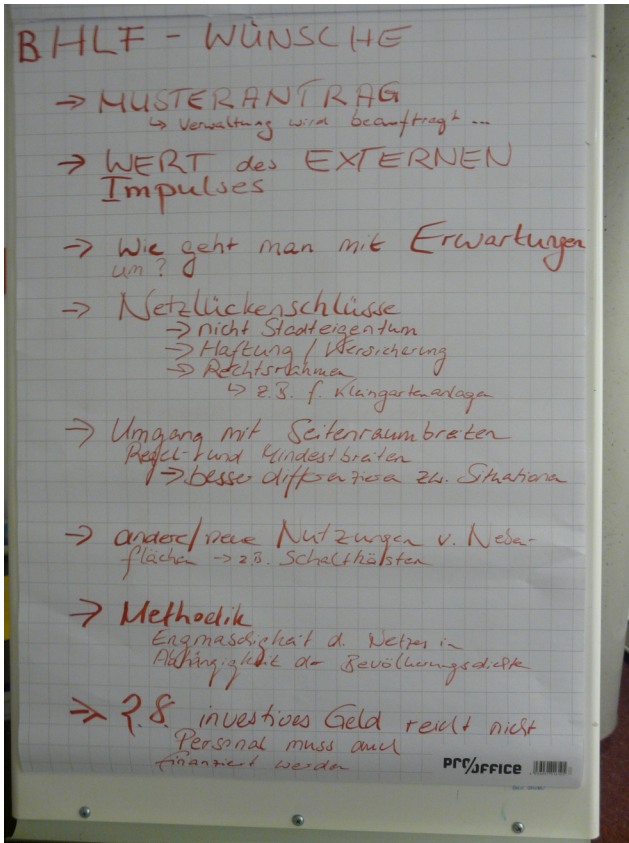 BHLF - WÜNSCHE
→ MUSTERANTRAG
↳ Verwaltung wird beauftragt ...
→ WERT des EXTERNEN
Impulses
→ Wie geht man mit Erwartungen
um?
→ Netzlückenschlüsse
→ nicht Stadteigentum
→ Haftung / Versicherung
→ Rechtsrahmen
↳ z.B. f. Kleingartenanlagen
→ Umgang mit Seitenraumbreiten
Regel- und Mindestbreiten
→ besser differenzieren zw. Situationen
→ andere/neue Nutzungen v. Neben-
flächen → z.B. Schaltkästen
→ Methodik
Engmaschigkeit d. Netzes in
Abhängigkeit der Bevölkerungsdichte
→ investives Geld reicht nicht
Personal muss auch
finanziert werden
PRO/OFFICE